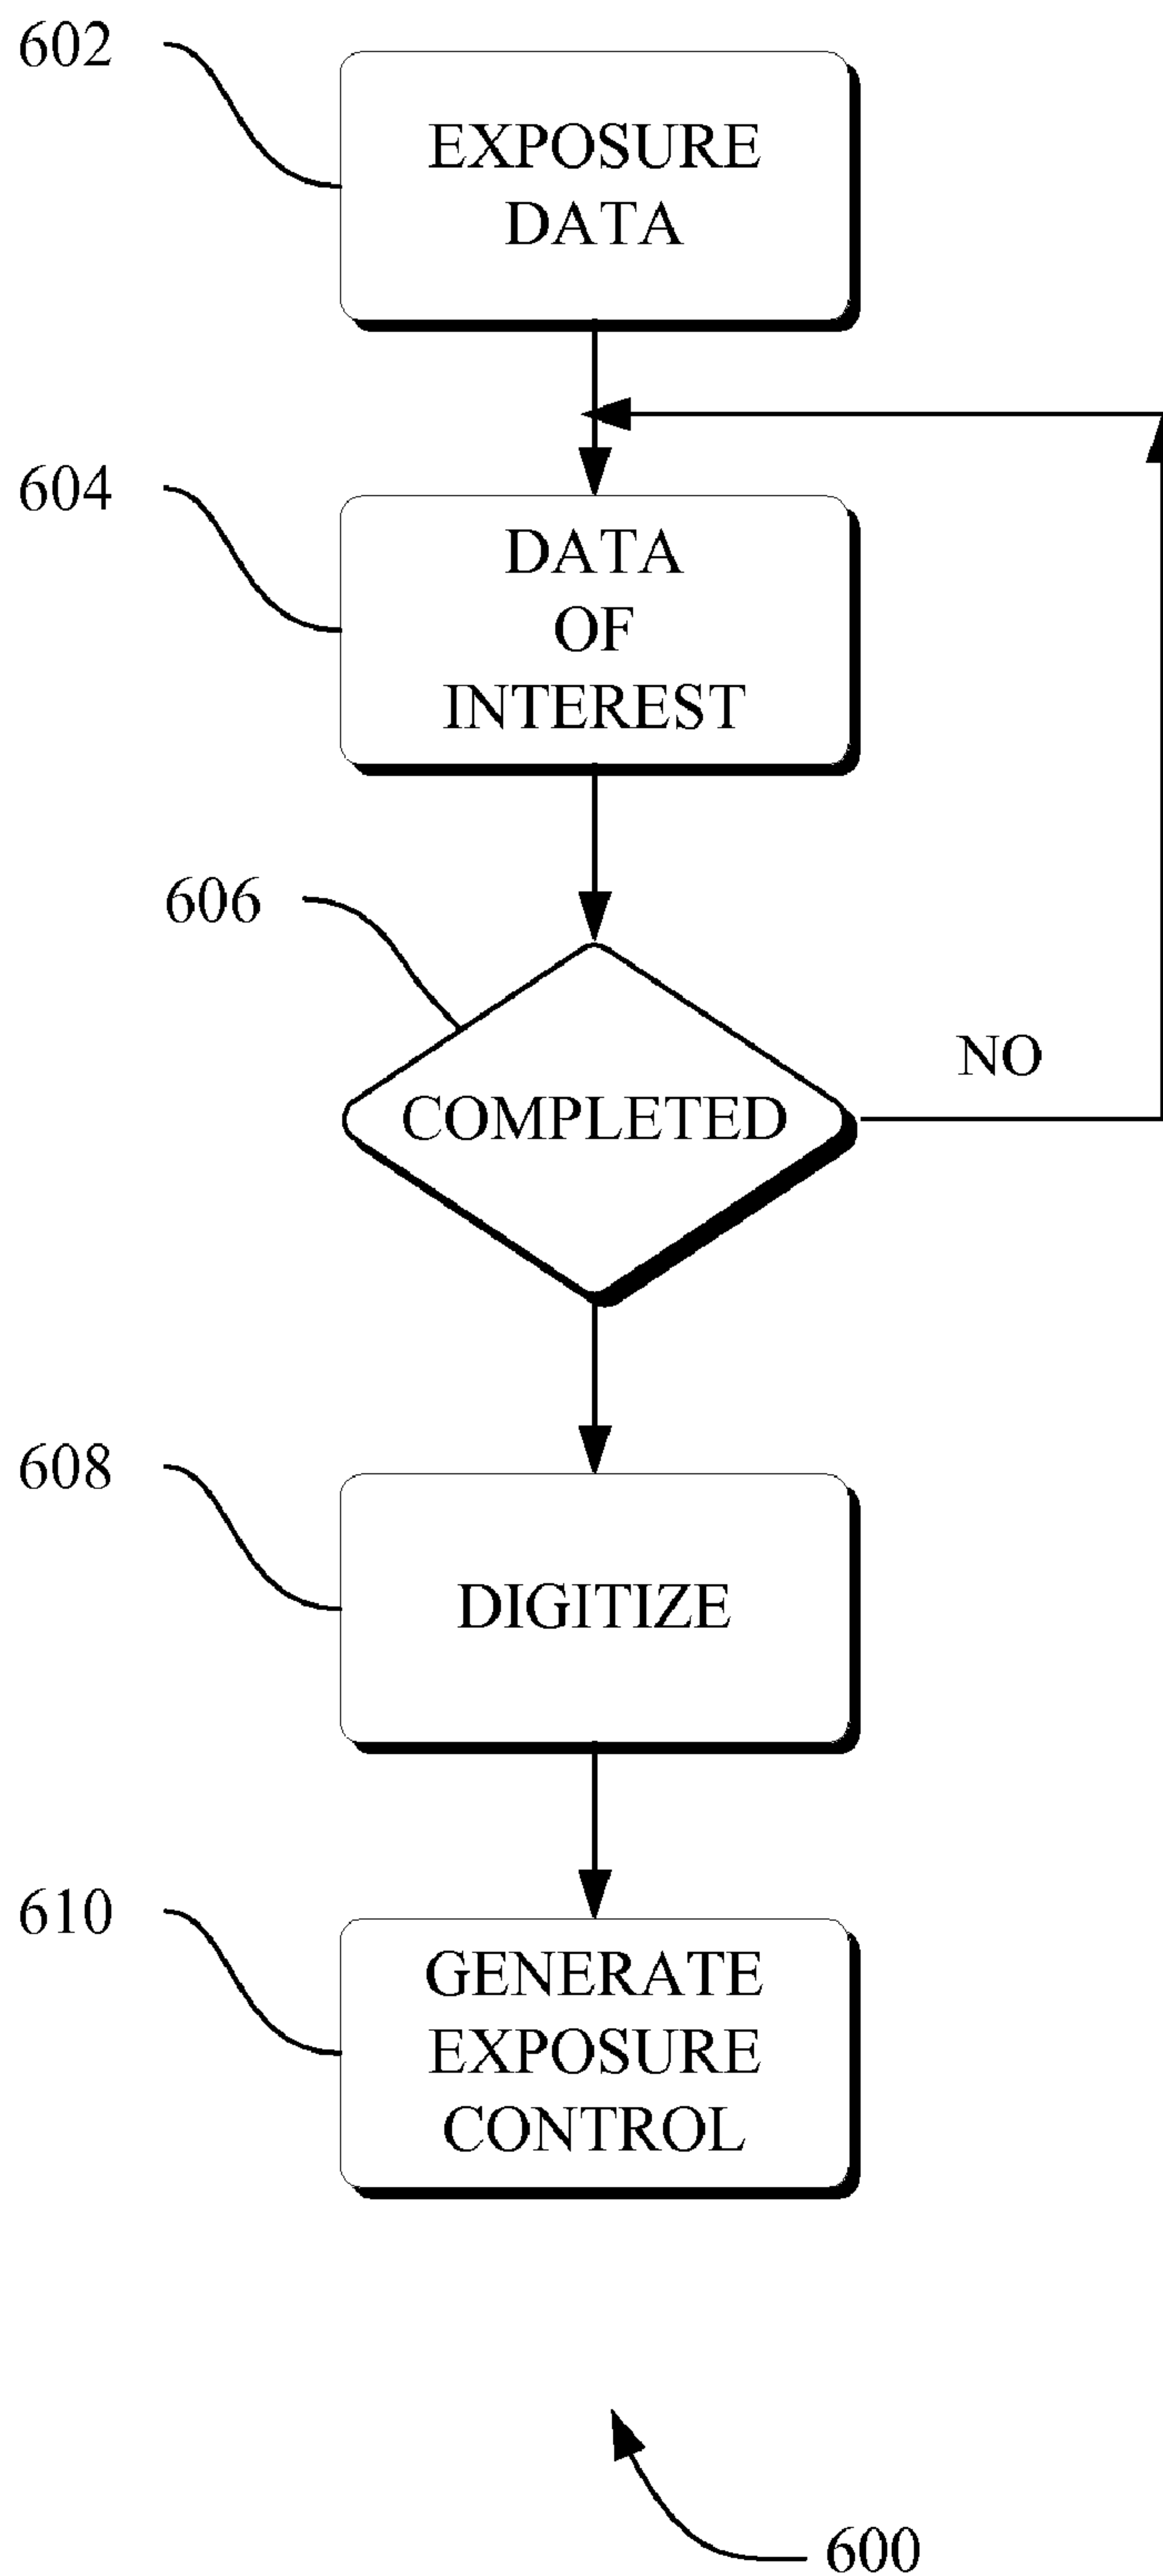 602
EXPOSURE
DATA
604
DATA
OF
INTEREST
606
COMPLETED
NO
608
DIGITIZE
610
GENERATE
EXPOSURE
CONTROL
600